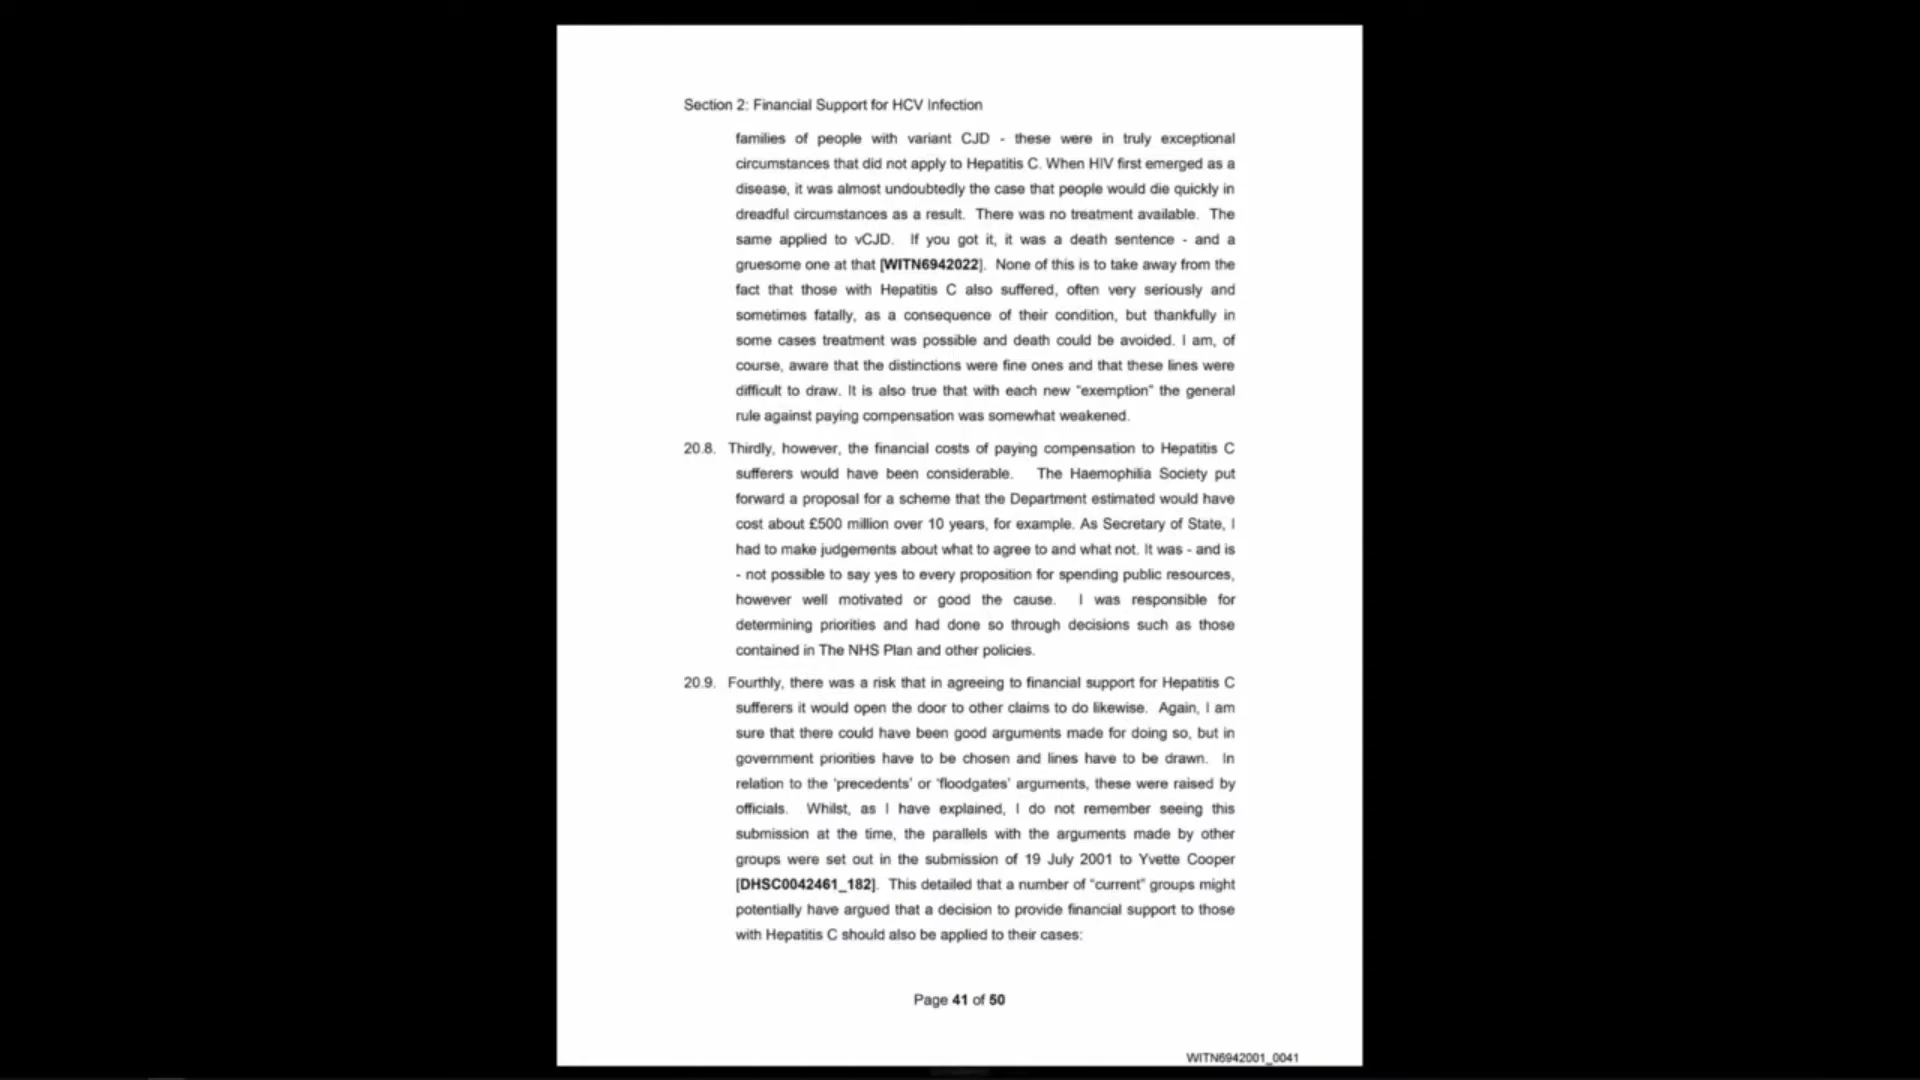 Section 2: Financial Support for HCV Infection
families of people with variant CJD - these were in truly exceptional
circumstances that did not apply to Hepatitis C. When HIV first emerged as a
disease, it was almost undoubtedly the case that people would die quickly in
dreadful circumstances as a result. There was no treatment available. The
same applied to vCJD. If you got it, it was a death sentence - and a
gruesome one at that [WITN6942022]. None of this is to take away from the
fact that those with Hepatitis C also suffered, often very seriously and
sometimes fatally, as a consequence of their condition, but thankfully in
some cases treatment was possible and death could be avoided. I am, of
course, aware that the distinctions were fine ones and that these lines were
difficult to draw. It is also true that with each new “exemption” the general
rule against paying compensation was somewhat weakened.
20.8. Thirdly, however, the financial costs of paying compensation to Hepatitis C
sufferers would have been considerable. The Haemophilia Society put
forward a proposal for a scheme that the Department estimated would have
cost about £500 million over 10 years, for example. As Secretary of State, I
had to make judgements about what to agree to and what not. It was - and is
- not possible to say yes to every proposition for spending public resources,
however well motivated or good the cause. I was responsible for
determining priorities and had done so through decisions such as those
contained in The NHS Plan and other policies.
20.9. Fourthly, there was a risk that in agreeing to financial support for Hepatitis C
sufferers it would open the door to other claims to do likewise. Again, I am
sure that there could have been good arguments made for doing so, but in
government priorities have to be chosen and lines have to be drawn. In
relation to the ‘precedents’ or ‘floodgates’ arguments, these were raised by
officials. Whilst, as I have explained, I do not remember seeing this
submission at the time, the parallels with the arguments made by other
groups were set out in the submission of 19 July 2001 to Yvette Cooper
[DHSC0042461_182]. This detailed that a number of “current” groups might
potentially have argued that a decision to provide financial support to those
with Hepatitis C should also be applied to their cases:
Page 41 of 50
WITN6942001_0041